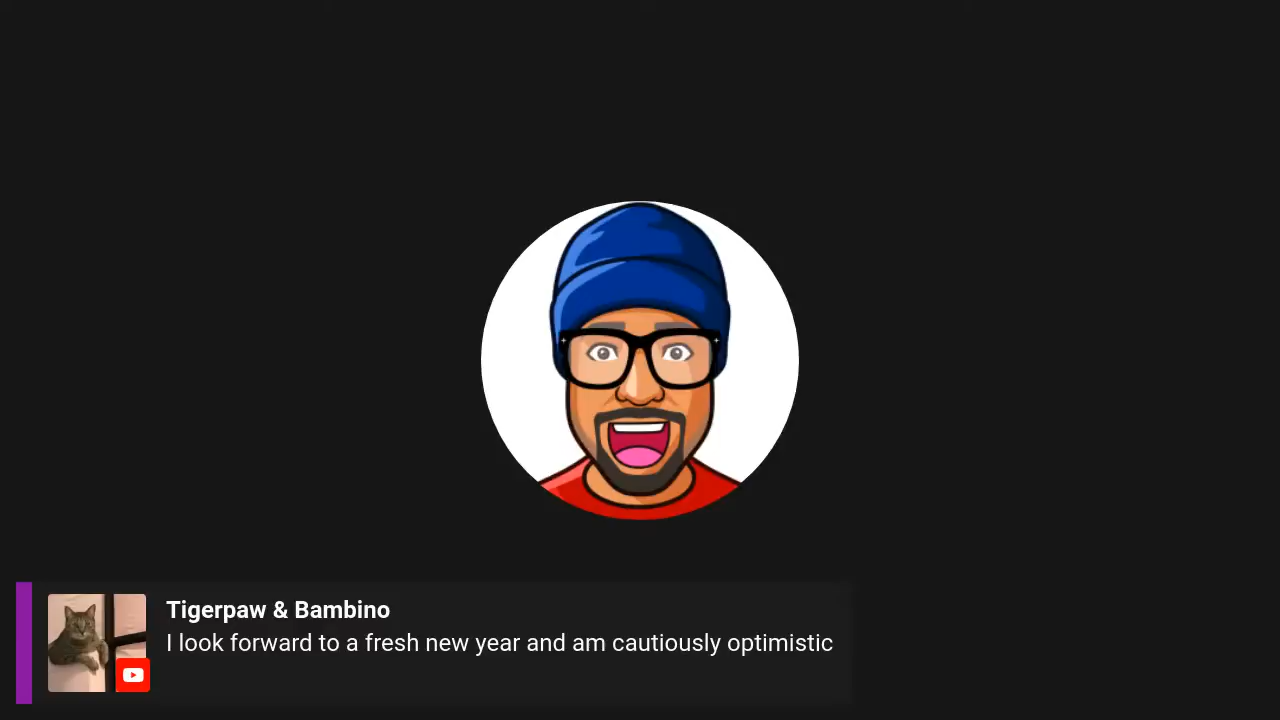 Tigerpaw & Bambino
I look forward to a fresh new year and am cautiously optimistic